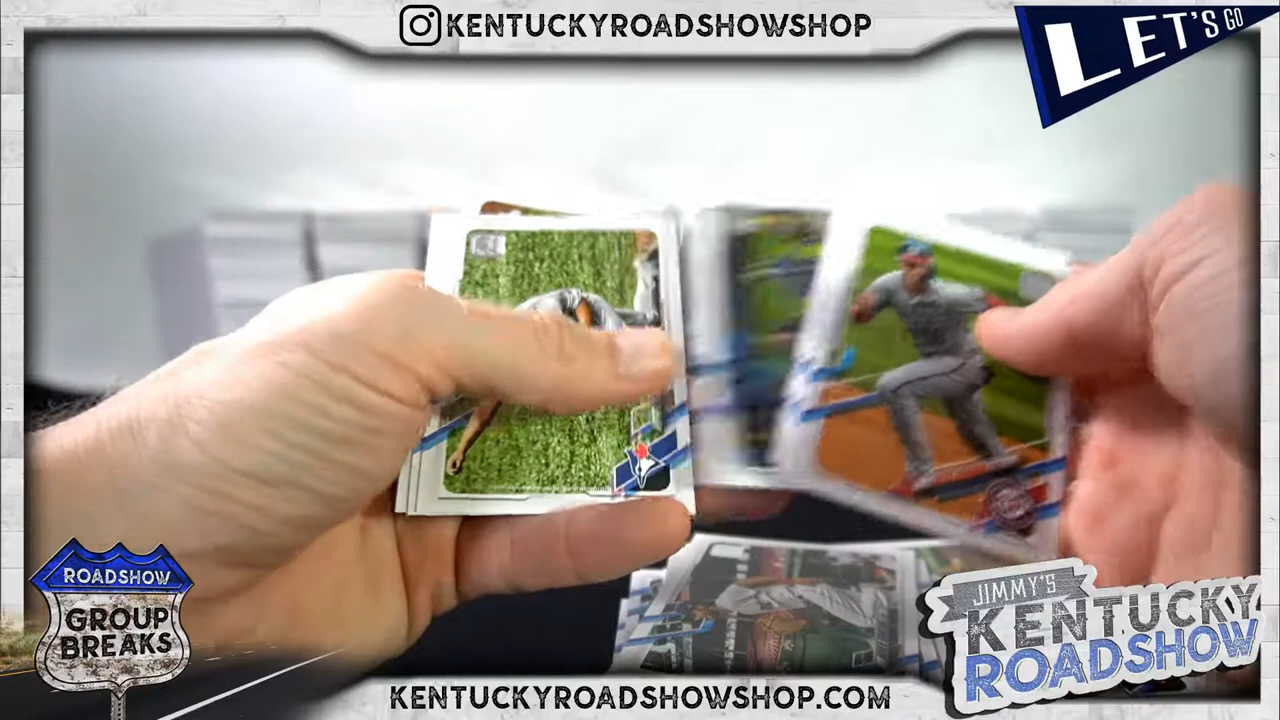 KENTUCKYROADSHOWSHOP
LET'S GO
ROADSHOW
GROUP
BREAKS
JIMMY'S
KENTUCKY
ROADSHOW
KENTUCKYROADSHOWSHOP.COM